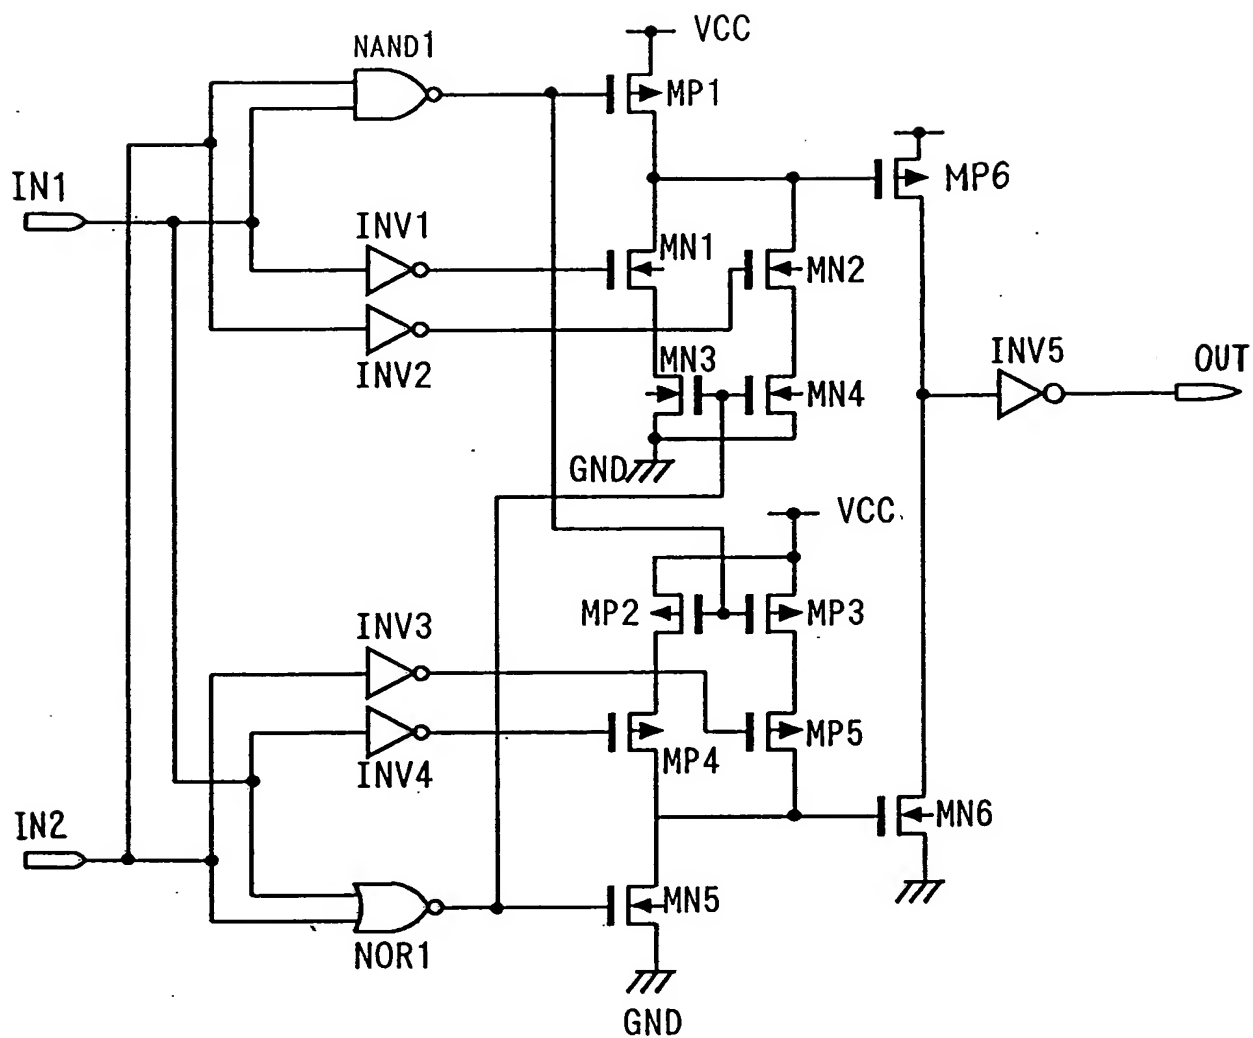 VCC
NAND1
MP1
MP6
IN1
INV1
MN1
MN2
INV2
MN3
MN4
INV5
OUT
GND
VCC
MP2
MP3
INV3
MP4
MP5
INV4
IN2
MN6
MN5
NOR1
GND